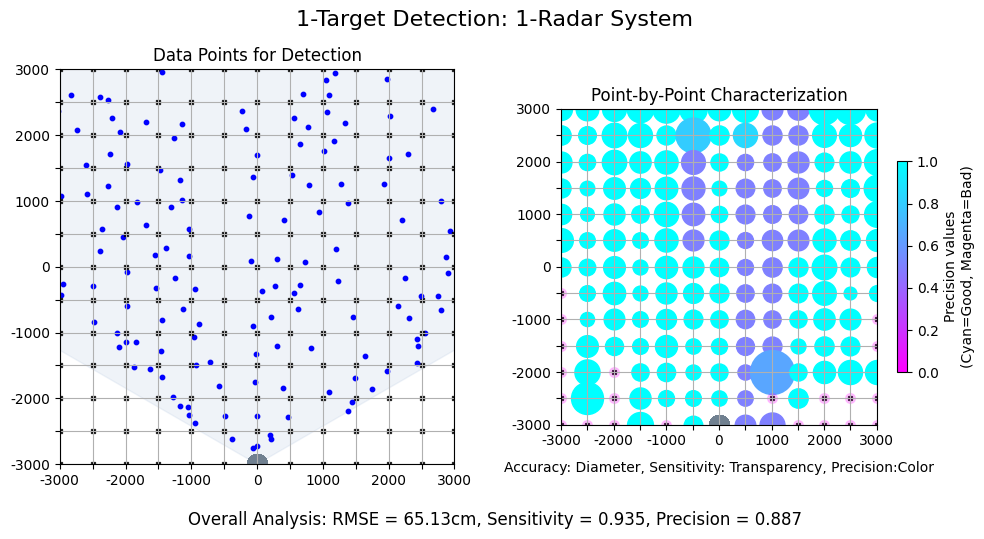 1-Target Detection: 1-Radar System
Data Points for Detection
3000
2000
1000
0
-1000
-2000
-3000
-3000 -2000 -1000 0 1000 2000 3000
Point-by-Point Characterization
3000
2000
1000
0
-1000
-2000
-3000
-3000 -2000 -1000 0 1000 2000 3000
1.0
0.8
0.6
0.4
0.2
0.0
Precision values
(Cyan=Good, Magenta=Bad)
Accuracy: Diameter, Sensitivity: Transparency, Precision:Color
Overall Analysis: RMSE = 65.13cm, Sensitivity = 0.935, Precision = 0.887